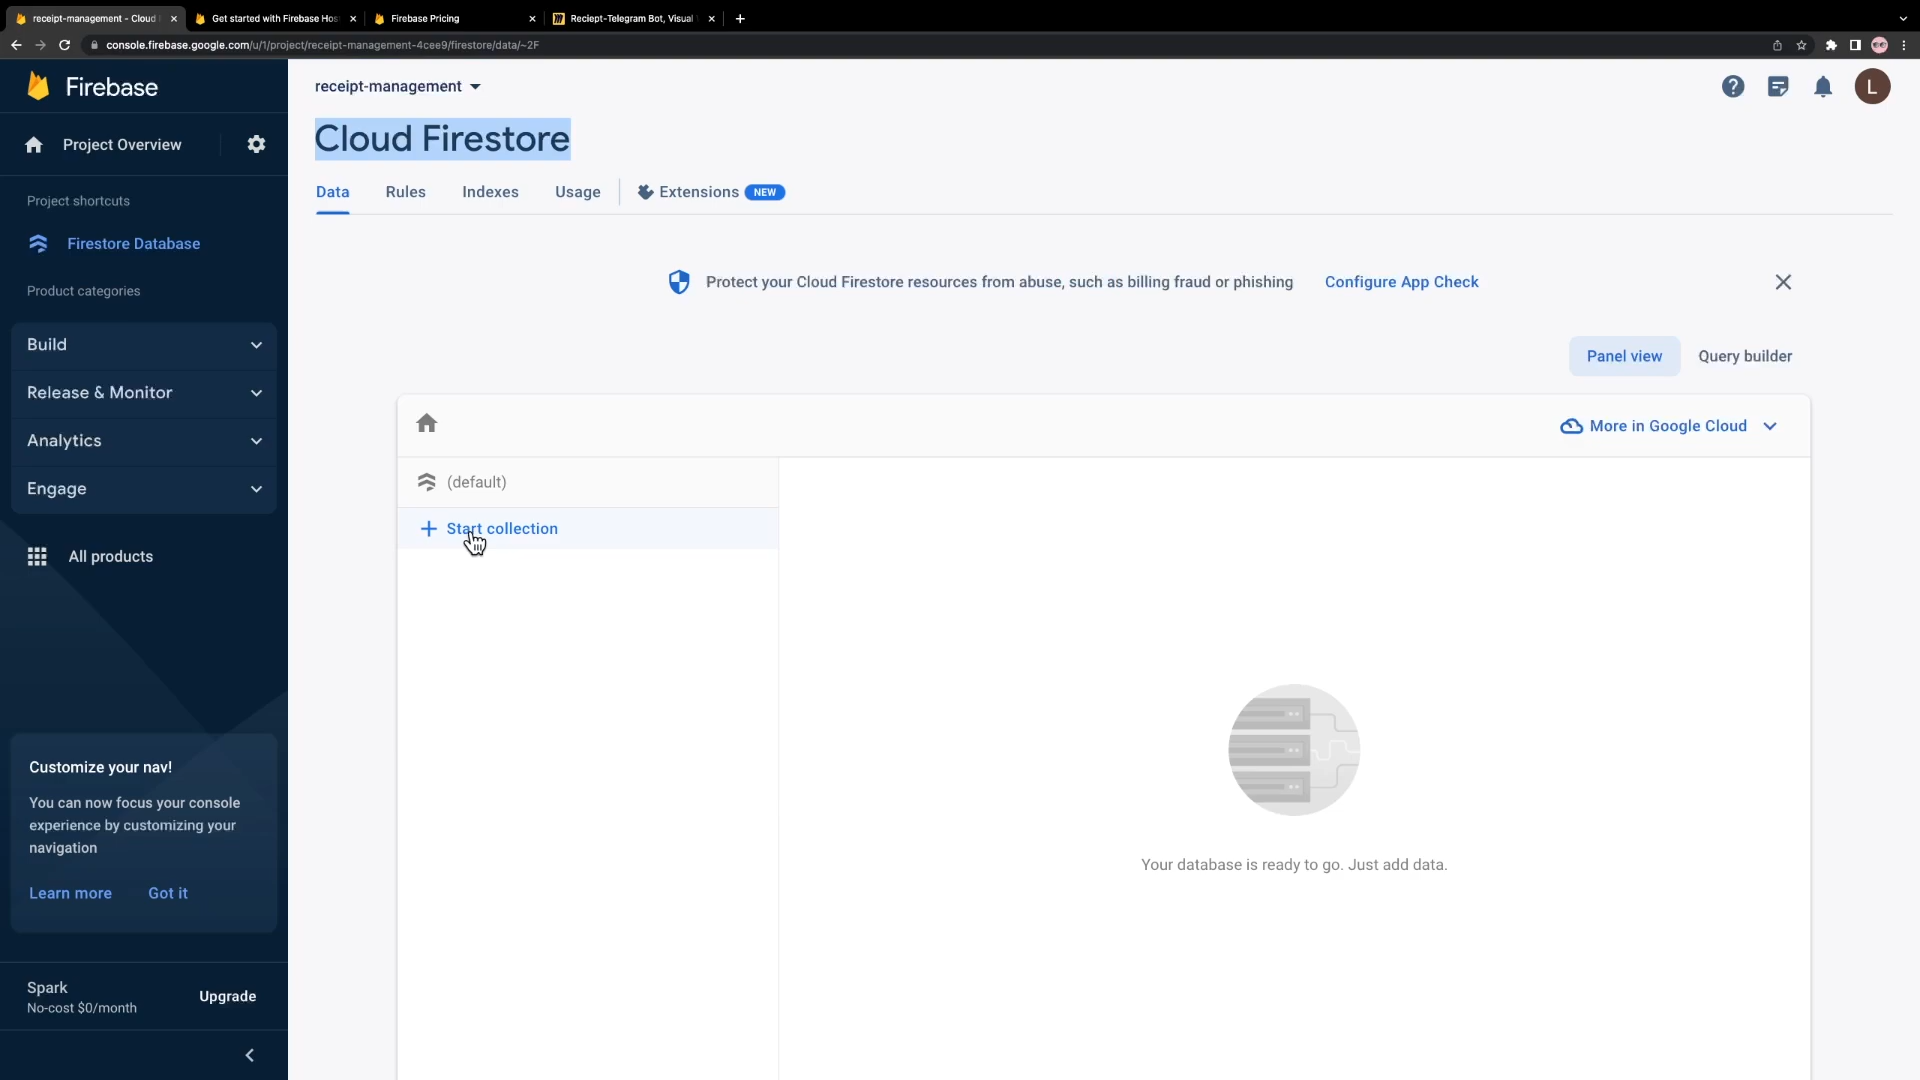 receipt-management - Cloud
Get started with Firebase Hos
Firebase Pricing
Reciept-Telegram Bot, Visual
console.firebase.google.com/u/1/project/receipt-management-4cee9/firestore/data/~2F
Firebase
receipt-management
L
Cloud Firestore
Project Overview
Data
Rules
Indexes
Usage
Extensions
NEW
Project shortcuts
Firestore Database
Product categories
Protect your Cloud Firestore resources from abuse, such as billing fraud or phishing
Configure App Check
Build
Panel view
Query builder
Release & Monitor
More in Google Cloud
Analytics
(default)
Engage
Start collection
All products
Customize your nav!
You can now focus your console
experience by customizing your
navigation
Your database is ready to go. Just add data.
Learn more
Got it
Spark
No-cost $0/month
Upgrade